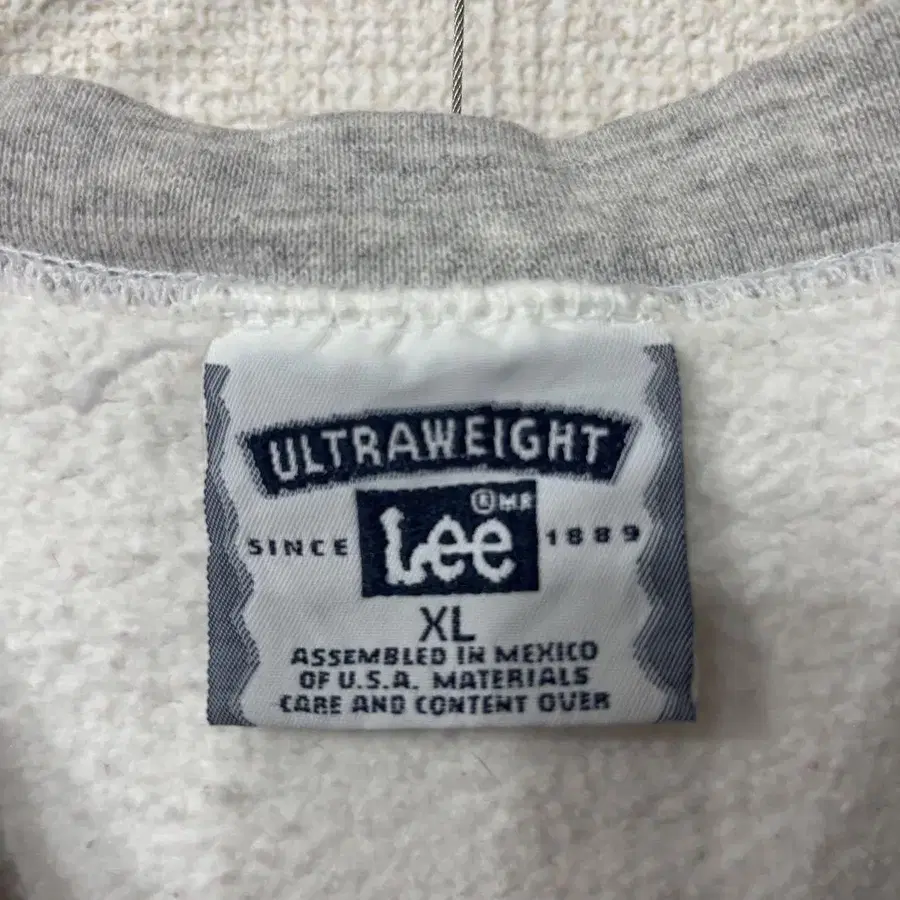 ULTRAWEIGHT
® M.R.
SINCE Lee 1889
XL
ASSEMBLED IN MEXICO
OF U.S.A. MATERIALS
CARE AND CONTENT OVER